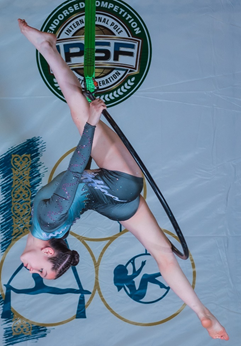 ENDORSED COMPETITION
INTERNATIONAL POLE
IPSF
FEDERATION